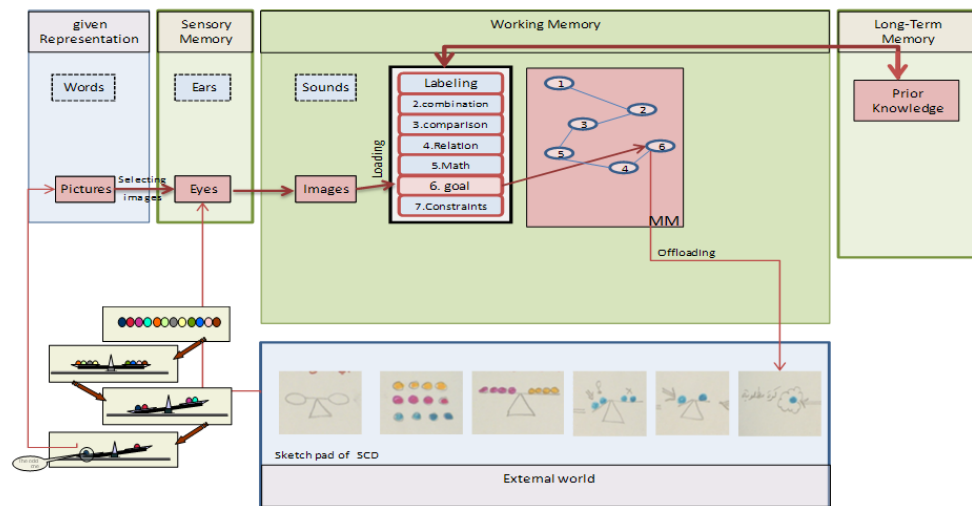 given
Representation
Sensory
Memory
Working Memory
Long-Term
Memory
Words
Ears
Sounds
Labeling
2.combination
3.comparison
4.Relation
5.Math
6. goal
7.Constraints
Loading
1
2
3
5
4
6
MM
Prior
Knowledge
Pictures
Selecting
images
Eyes
Images
Offloading
Sketch pad of SCD
External world